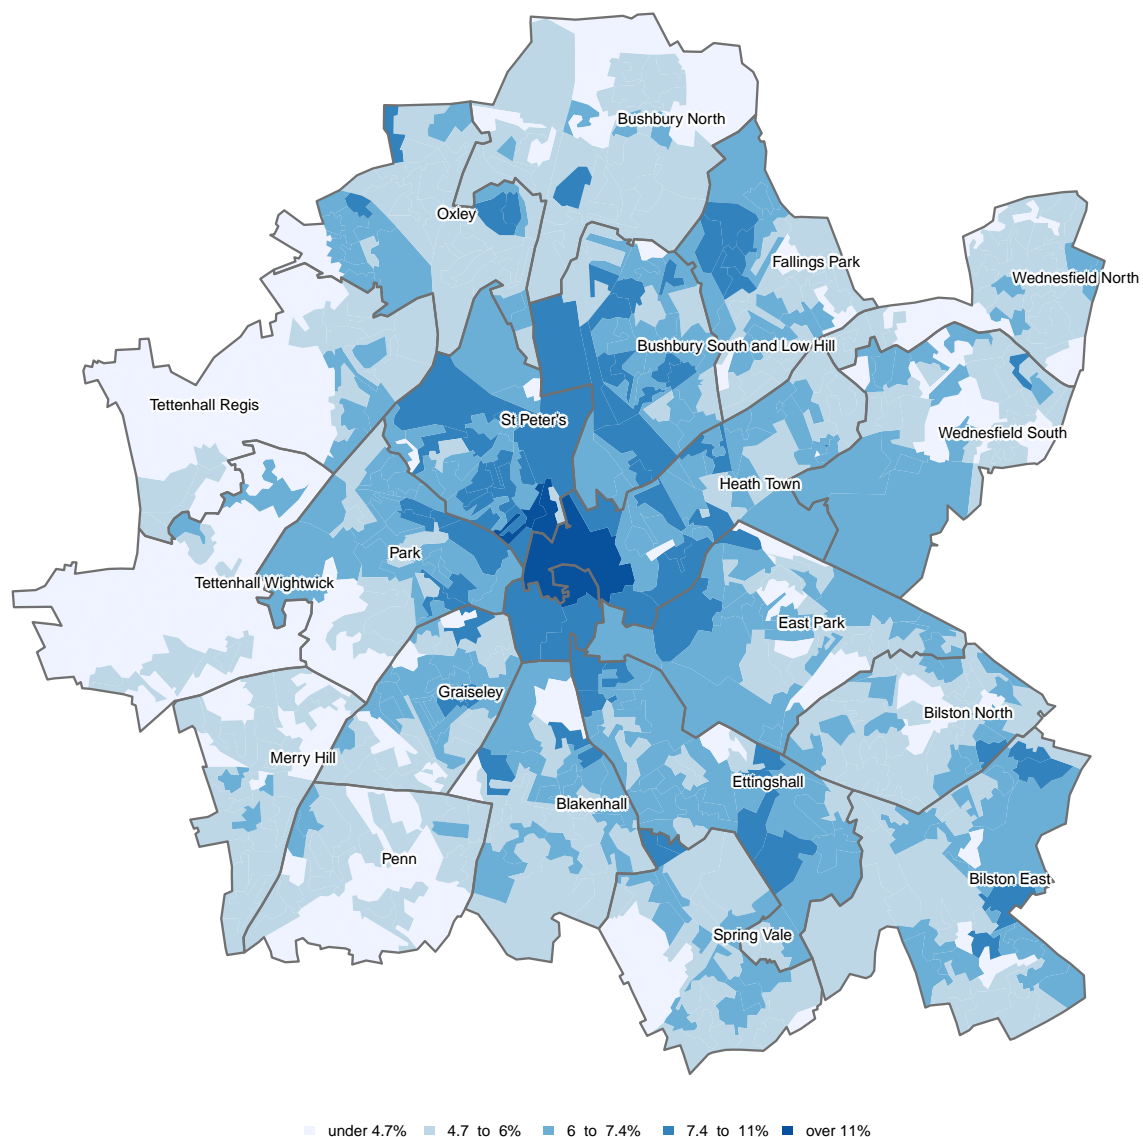 Bushbury North
Oxley
Fallings Park
Wednesfield North
Bushbury South and Low Hill
Tettenhall Regis
St Peter's
Wednesfield South
Heath Town
Park
Tettenhall Wightwick
East Park
Graiseley
Bilston North
Merry Hill
Ettingshall
Blakenhall
Penn
Bilston East
Spring Vale
under 4.7% 4.7 to 6% 6 to 7.4% 7.4 to 11% over 11%